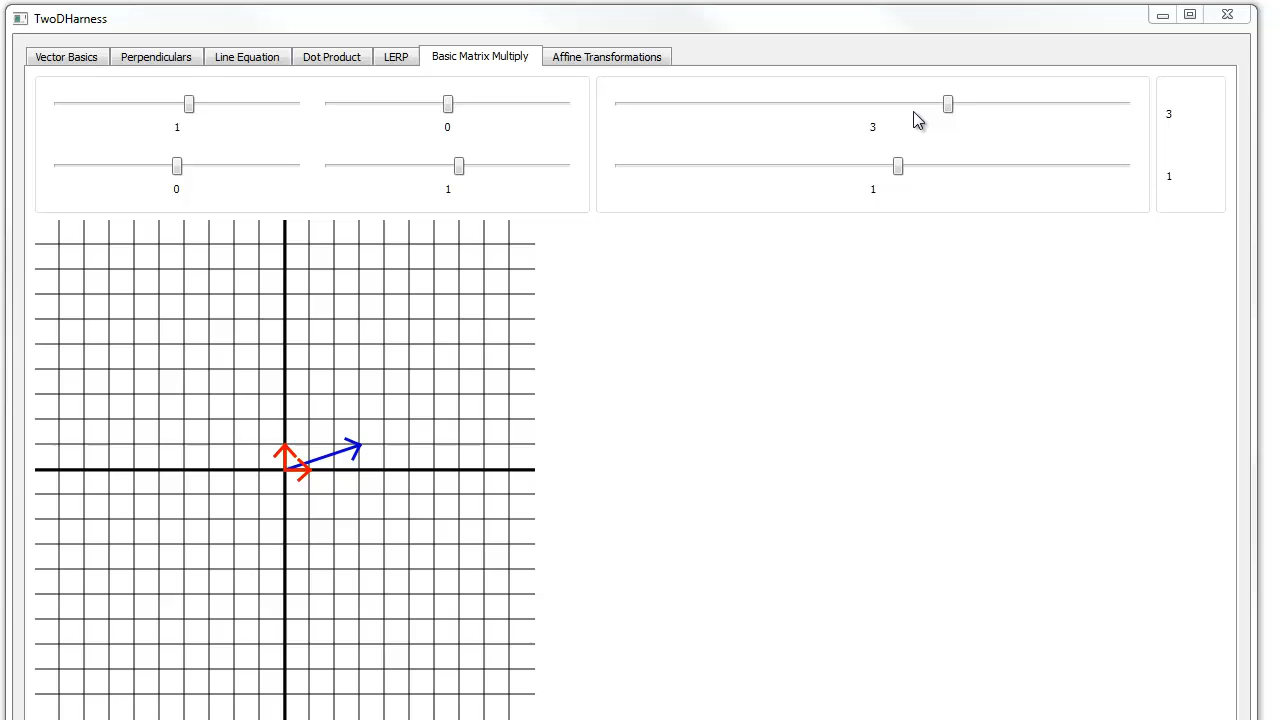 TwoDHarness
Vector Basics Perpendiculars Line Equation Dot Product LERP Basic Matrix Multiply Affine Transformations
1 0 3 3
0 1 1 1